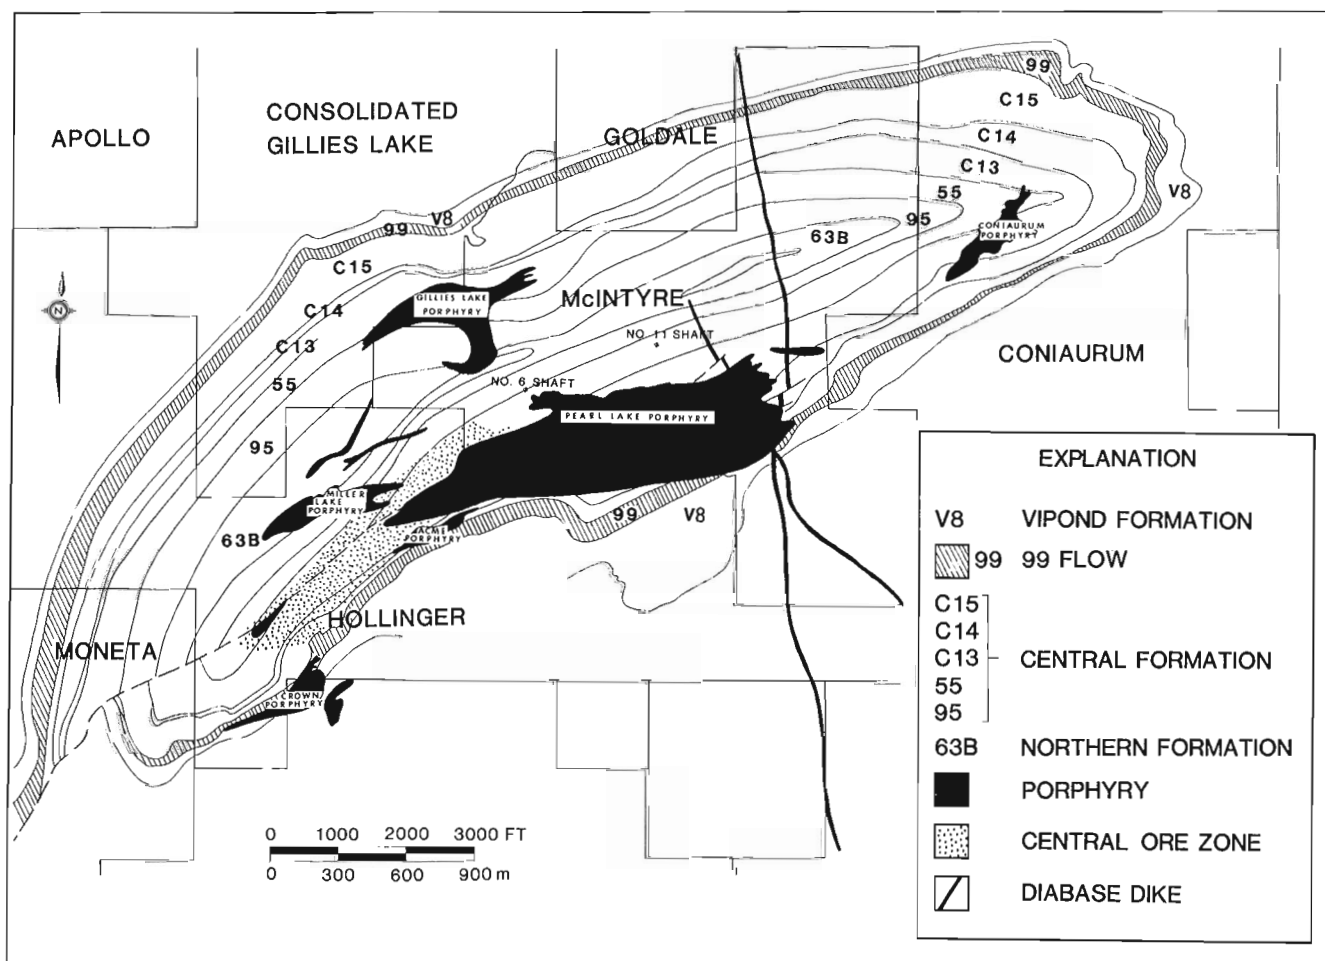 APOLLO
CONSOLIDATED
GILLIES LAKE
GOLDALE
99
C15
C14
C13
55
95
63B
V8
CONIAURUM
PORPHYRY
V8
99
C15
C14
C13
55
95
63B
GILLIES LAKE
PORPHYRY
McINTYRE
NO. 11 SHAFT
NO. 6 SHAFT
PEARL LAKE PORPHYRY
CONIAURUM
N
MILLER
LAKE
PORPHYRY
ACME
PORPHYRY
99
V8
HOLLINGER
MONETA
CROWN
PORPHYRY
0 1000 2000 3000 FT
0 300 600 900 m
EXPLANATION
V8 VIPOND FORMATION
99 99 FLOW
C15
C14
C13 CENTRAL FORMATION
55
95
63B NORTHERN FORMATION
PORPHYRY
CENTRAL ORE ZONE
DIABASE DIKE